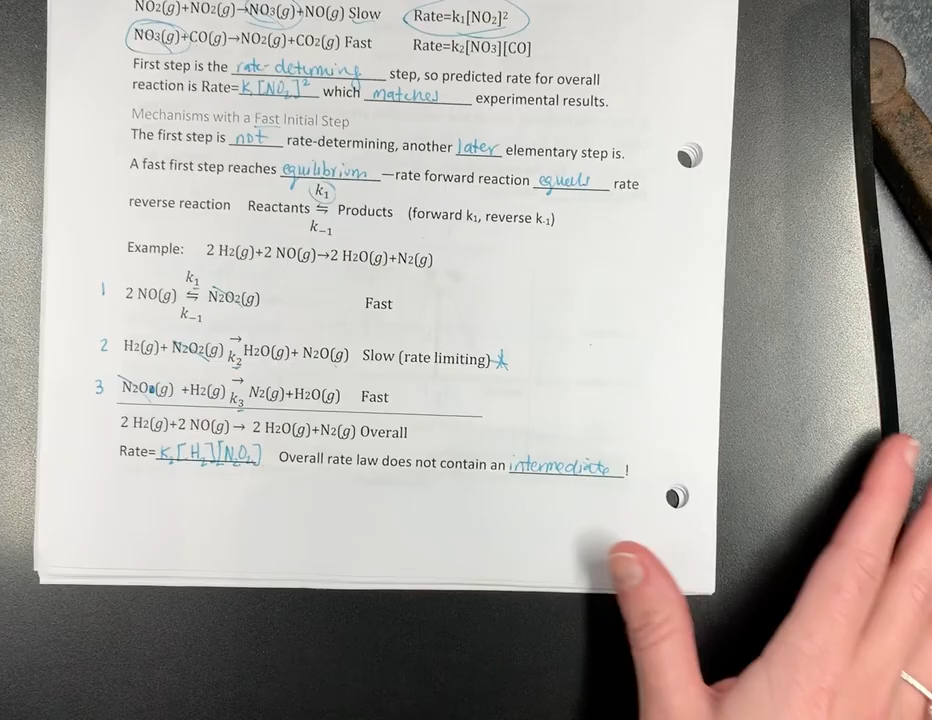 NO2(g)+NO2(g)→NO3(g)+NO(g) Slow Rate=k1[NO2]2
NO3(g)+CO(g)→NO2(g)+CO2(g) Fast Rate=k2[NO3][CO]
First step is the rate-determing step, so predicted rate for overall
reaction is Rate=k1[NO2]2 which matches experimental results.
Mechanisms with a Fast Initial Step
The first step is not rate-determining, another later elementary step is.
A fast first step reaches equilibrium—rate forward reaction equals rate
k1
reverse reaction Reactants ⇋ Products (forward k1, reverse k-1)
k−1
Example: 2 H2(g)+2 NO(g)→2 H2O(g)+N2(g)
k1
1 2 NO(g) ⇋ N2O2(g) Fast
k−1
2 H2(g)+ N2O2(g) →k2 H2O(g)+ N2O(g) Slow (rate limiting)
3 N2O(g) +H2(g) →k3 N2(g)+H2O(g) Fast
2 H2(g)+2 NO(g)→ 2 H2O(g)+N2(g) Overall
Rate=k2[H2][N2O2] Overall rate law does not contain an intermediate!